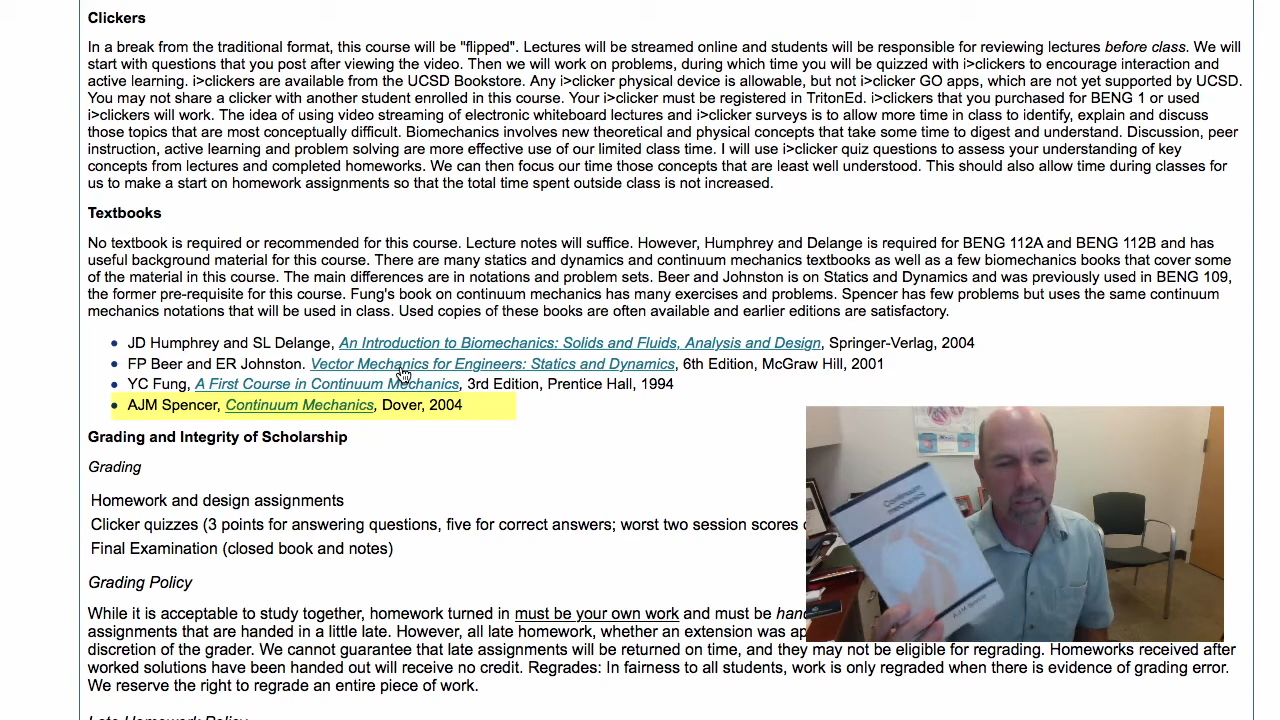 Clickers
In a break from the traditional format, this course will be "flipped". Lectures will be streamed online and students will be responsible for reviewing lectures before class. We will
start with questions that you post after viewing the video. Then we will work on problems, during which time you will be quizzed with i>clickers to encourage interaction and
active learning. i>clickers are available from the UCSD Bookstore. Any i>clicker physical device is allowable, but not i>clicker GO apps, which are not yet supported by UCSD.
You may not share a clicker with another student enrolled in this course. Your i>clicker must be registered in TritonEd. i>clickers that you purchased for BENG 1 or used
i>clickers will work. The idea of using video streaming of electronic whiteboard lectures and i>clicker surveys is to allow more time in class to identify, explain and discuss
those topics that are most conceptually difficult. Biomechanics involves new theoretical and physical concepts that take some time to digest and understand. Discussion, peer
instruction, active learning and problem solving are more effective use of our limited class time. I will use i>clicker quiz questions to assess your understanding of key
concepts from lectures and completed homeworks. We can then focus our time those concepts that are least well understood. This should also allow time during classes for
us to make a start on homework assignments so that the total time spent outside class is not increased.
Textbooks
No textbook is required or recommended for this course. Lecture notes will suffice. However, Humphrey and Delange is required for BENG 112A and BENG 112B and has
useful background material for this course. There are many statics and dynamics and continuum mechanics textbooks as well as a few biomechanics books that cover some
of the material in this course. The main differences are in notations and problem sets. Beer and Johnston is on Statics and Dynamics and was previously used in BENG 109,
the former pre-requisite for this course. Fung's book on continuum mechanics has many exercises and problems. Spencer has few problems but uses the same continuum
mechanics notations that will be used in class. Used copies of these books are often available and earlier editions are satisfactory.
• JD Humphrey and SL Delange, An Introduction to Biomechanics: Solids and Fluids, Analysis and Design, Springer-Verlag, 2004
• FP Beer and ER Johnston. Vector Mechanics for Engineers: Statics and Dynamics, 6th Edition, McGraw Hill, 2001
• YC Fung, A First Course in Continuum Mechanics, 3rd Edition, Prentice Hall, 1994
• AJM Spencer, Continuum Mechanics, Dover, 2004
Grading and Integrity of Scholarship
Grading
Homework and design assignments
Clicker quizzes (3 points for answering questions, five for correct answers; worst two session scores
Final Examination (closed book and notes)
Continuum
mechanics
A.J.M. Spencer
Grading Policy
While it is acceptable to study together, homework turned in must be your own work and must be
assignments that are handed in a little late. However, all late homework, whether an extension was
discretion of the grader. We cannot guarantee that late assignments will be returned on time, and they may not be eligible for regrading. Homeworks received after
worked solutions have been handed out will receive no credit. Regrades: In fairness to all students, work is only regraded when there is evidence of grading error.
We reserve the right to regrade an entire piece of work.
Late Homework Policy